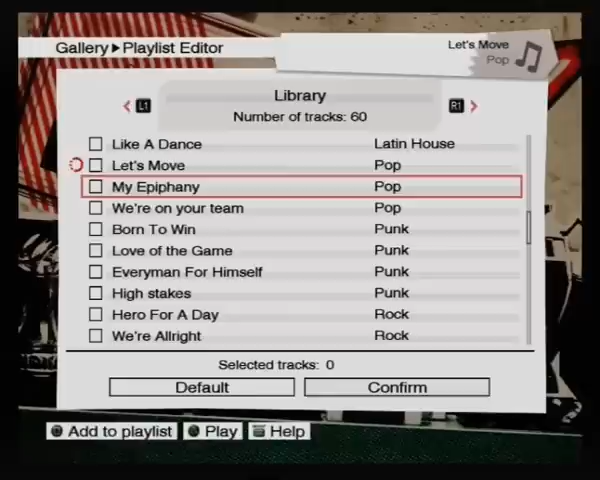 Gallery▶Playlist Editor
Let's Move
Pop
Library
L1 R1
Number of tracks: 60
Like A Dance Latin House
Let's Move Pop
My Epiphany Pop
We're on your team Pop
Born To Win Punk
Love of the Game Punk
Everyman For Himself Punk
High stakes Punk
Hero For A Day Rock
We're Allright Rock
Selected tracks: 0
Default Confirm
Add to playlist Play Help